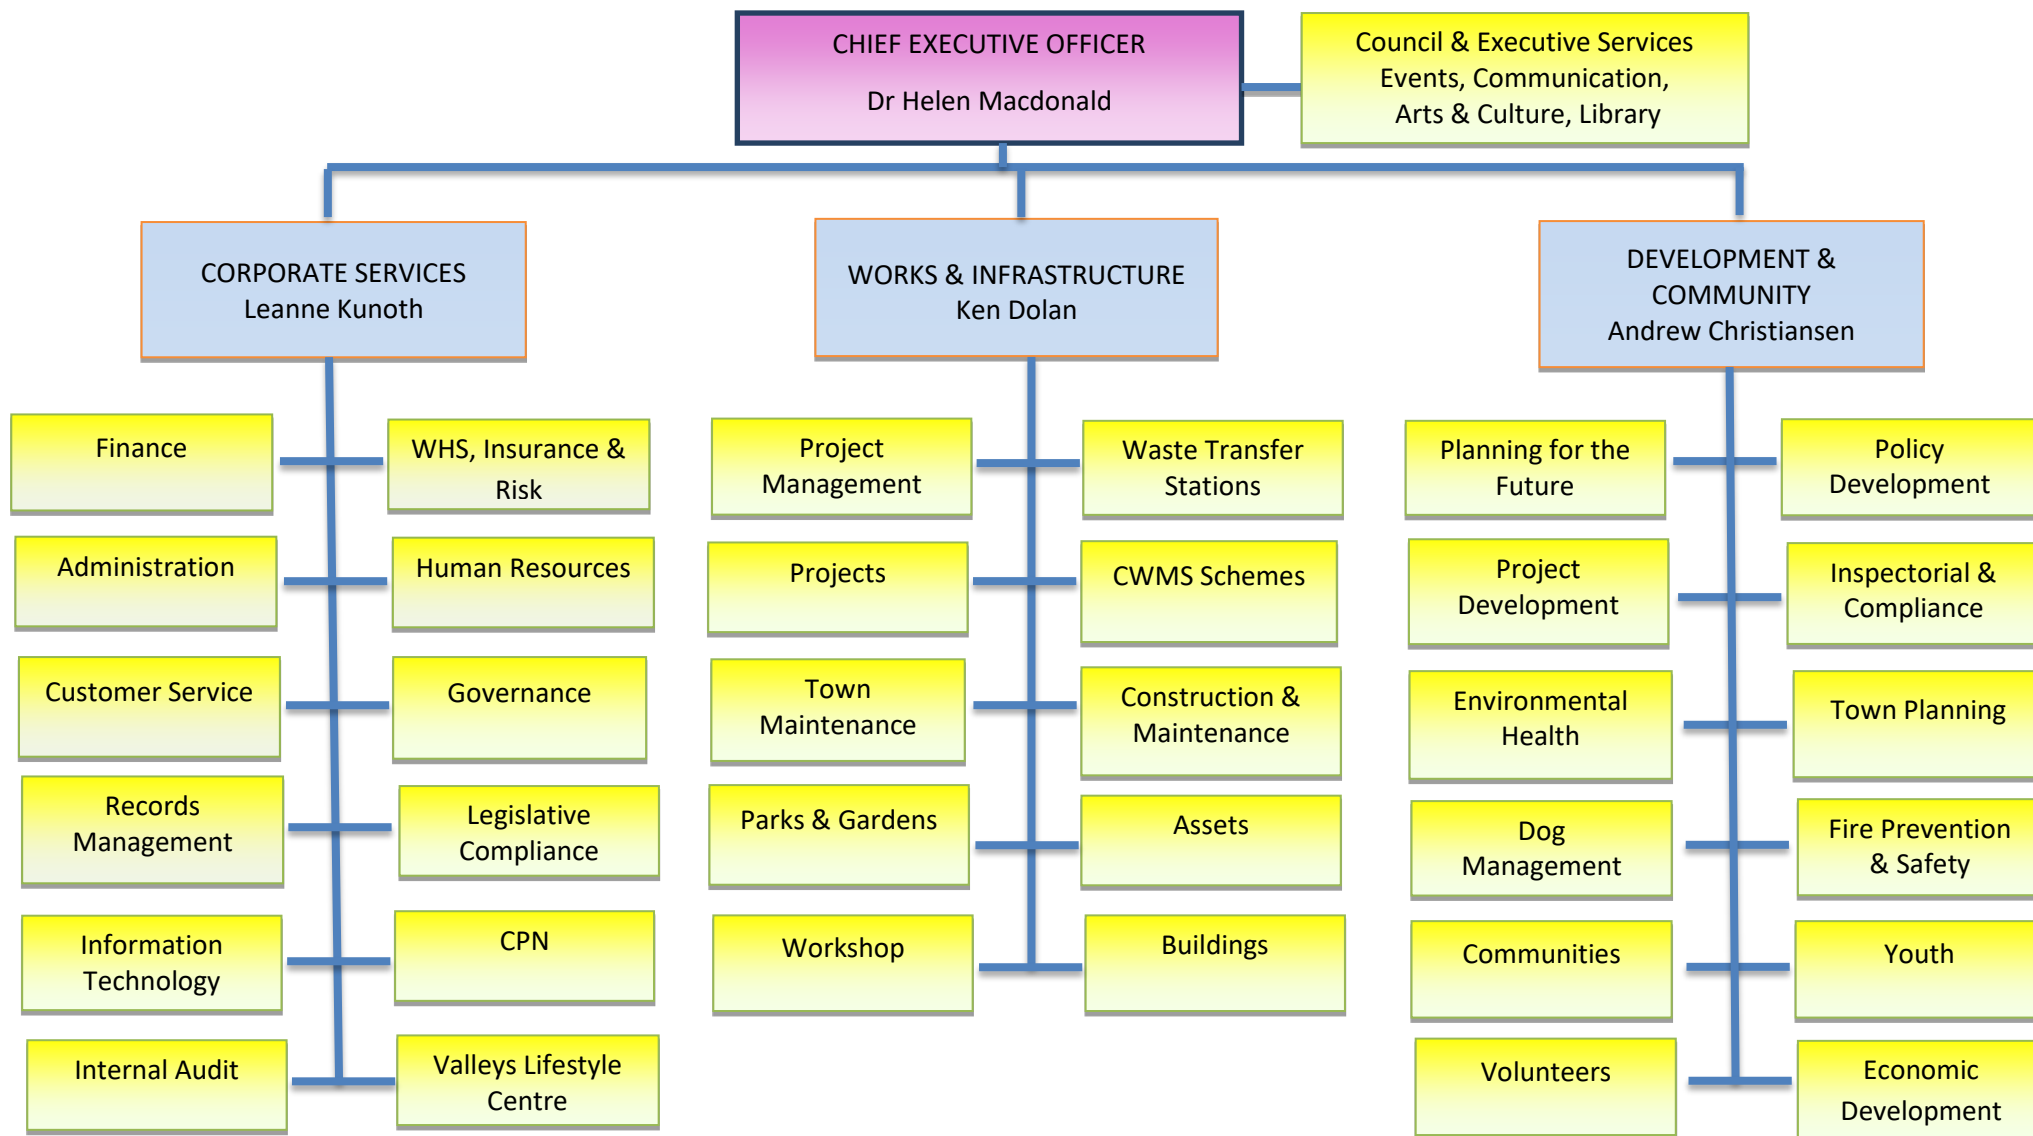 CHIEF EXECUTIVE OFFICER
Dr Helen Macdonald
Council & Executive Services
Events, Communication,
Arts & Culture, Library
CORPORATE SERVICES
Leanne Kunoth
WORKS & INFRASTRUCTURE
Ken Dolan
DEVELOPMENT &
COMMUNITY
Andrew Christiansen
Finance
WHS, Insurance &
Risk
Administration
Human Resources
Customer Service
Governance
Records
Management
Legislative
Compliance
Information
Technology
CPN
Internal Audit
Valleys Lifestyle
Centre
Project
Management
Waste Transfer
Stations
Projects
CWMS Schemes
Town
Maintenance
Construction &
Maintenance
Parks & Gardens
Assets
Workshop
Buildings
Planning for the
Future
Policy
Development
Project
Development
Inspectorial &
Compliance
Environmental
Health
Town Planning
Dog
Management
Fire Prevention
& Safety
Communities
Youth
Volunteers
Economic
Development